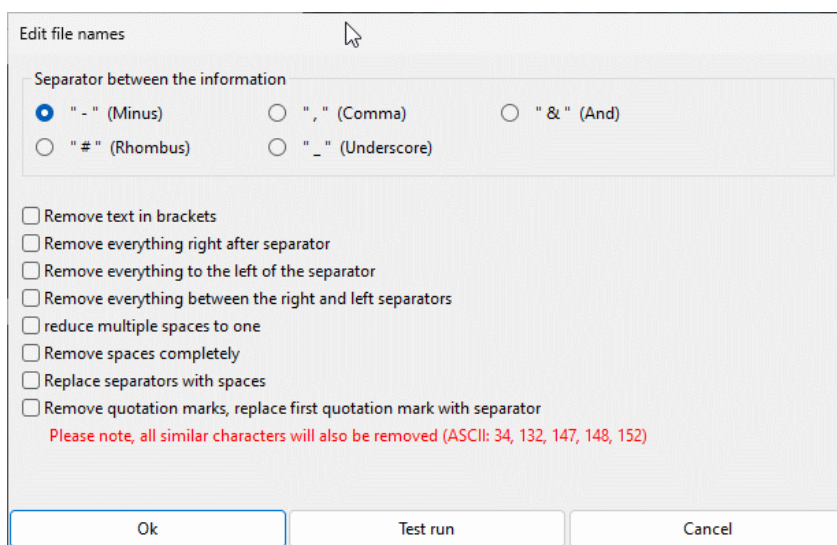 Edit file names
Separator between the information
" - " (Minus) " , " (Comma) " & " (And)
" # " (Rhombus) " _ " (Underscore)
Remove text in brackets
Remove everything right after separator
Remove everything to the left of the separator
Remove everything between the right and left separators
reduce multiple spaces to one
Remove spaces completely
Replace separators with spaces
Remove quotation marks, replace first quotation mark with separator
Please note, all similar characters will also be removed (ASCII: 34, 132, 147, 148, 152)
Ok Test run Cancel